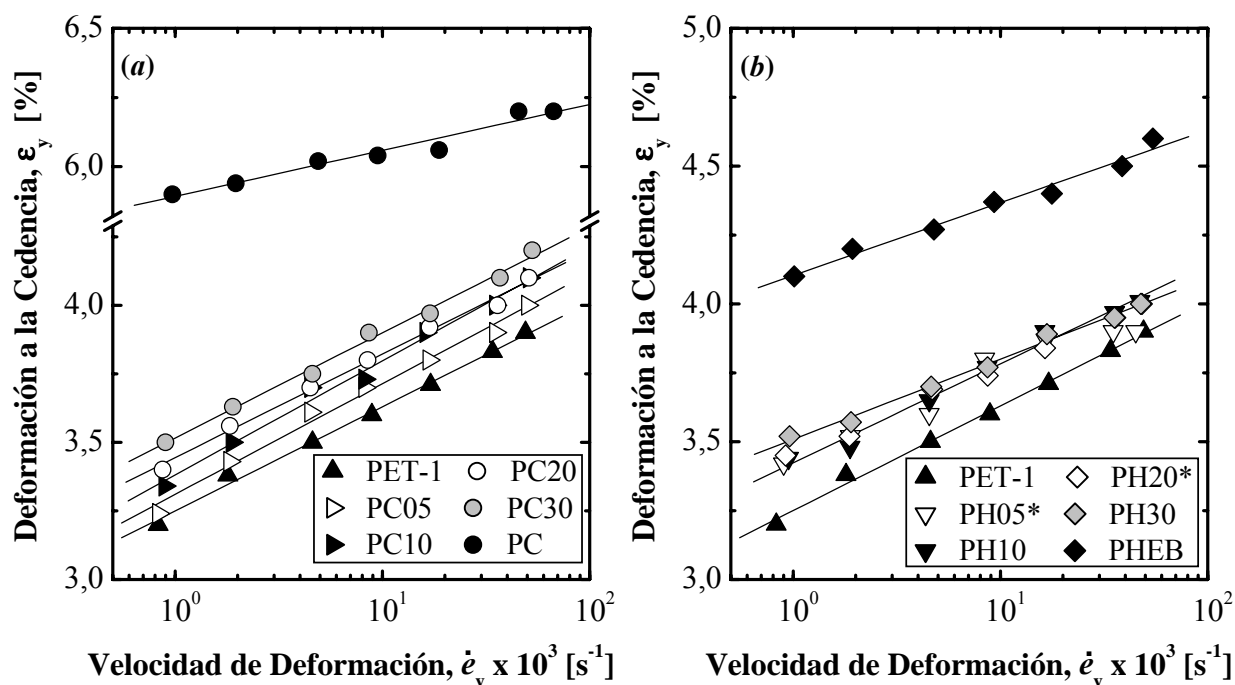 (a)
Deformación a la Cedencia, εy [%]
6,5
6,0
4,0
3,5
3,0
10^0
10^1
10^2
PET-1
PC05
PC10
PC20
PC30
PC
Velocidad de Deformación, ėy x 10^3 [s^-1]
(b)
Deformación a la Cedencia, εy [%]
5,0
4,5
4,0
3,5
3,0
10^0
10^1
10^2
PET-1
PH05*
PH10
PH20*
PH30
PHEB
Velocidad de Deformación, ėy x 10^3 [s^-1]